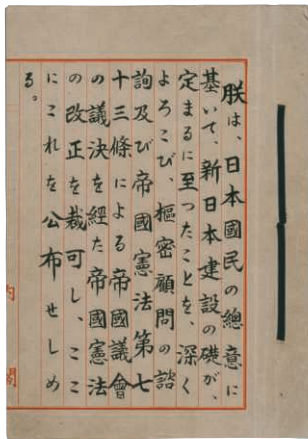 朕は、日本國民の總意に
基いて、新日本建設の礎が、
定まるに至つたことを、深く
よろこび、樞密顧問の諮
詢及び帝國憲法第七
十三條による帝國議會
の議決を經た帝國憲法
の改正を裁可し、ここ
にこれを公布せしめ
る。
内閣